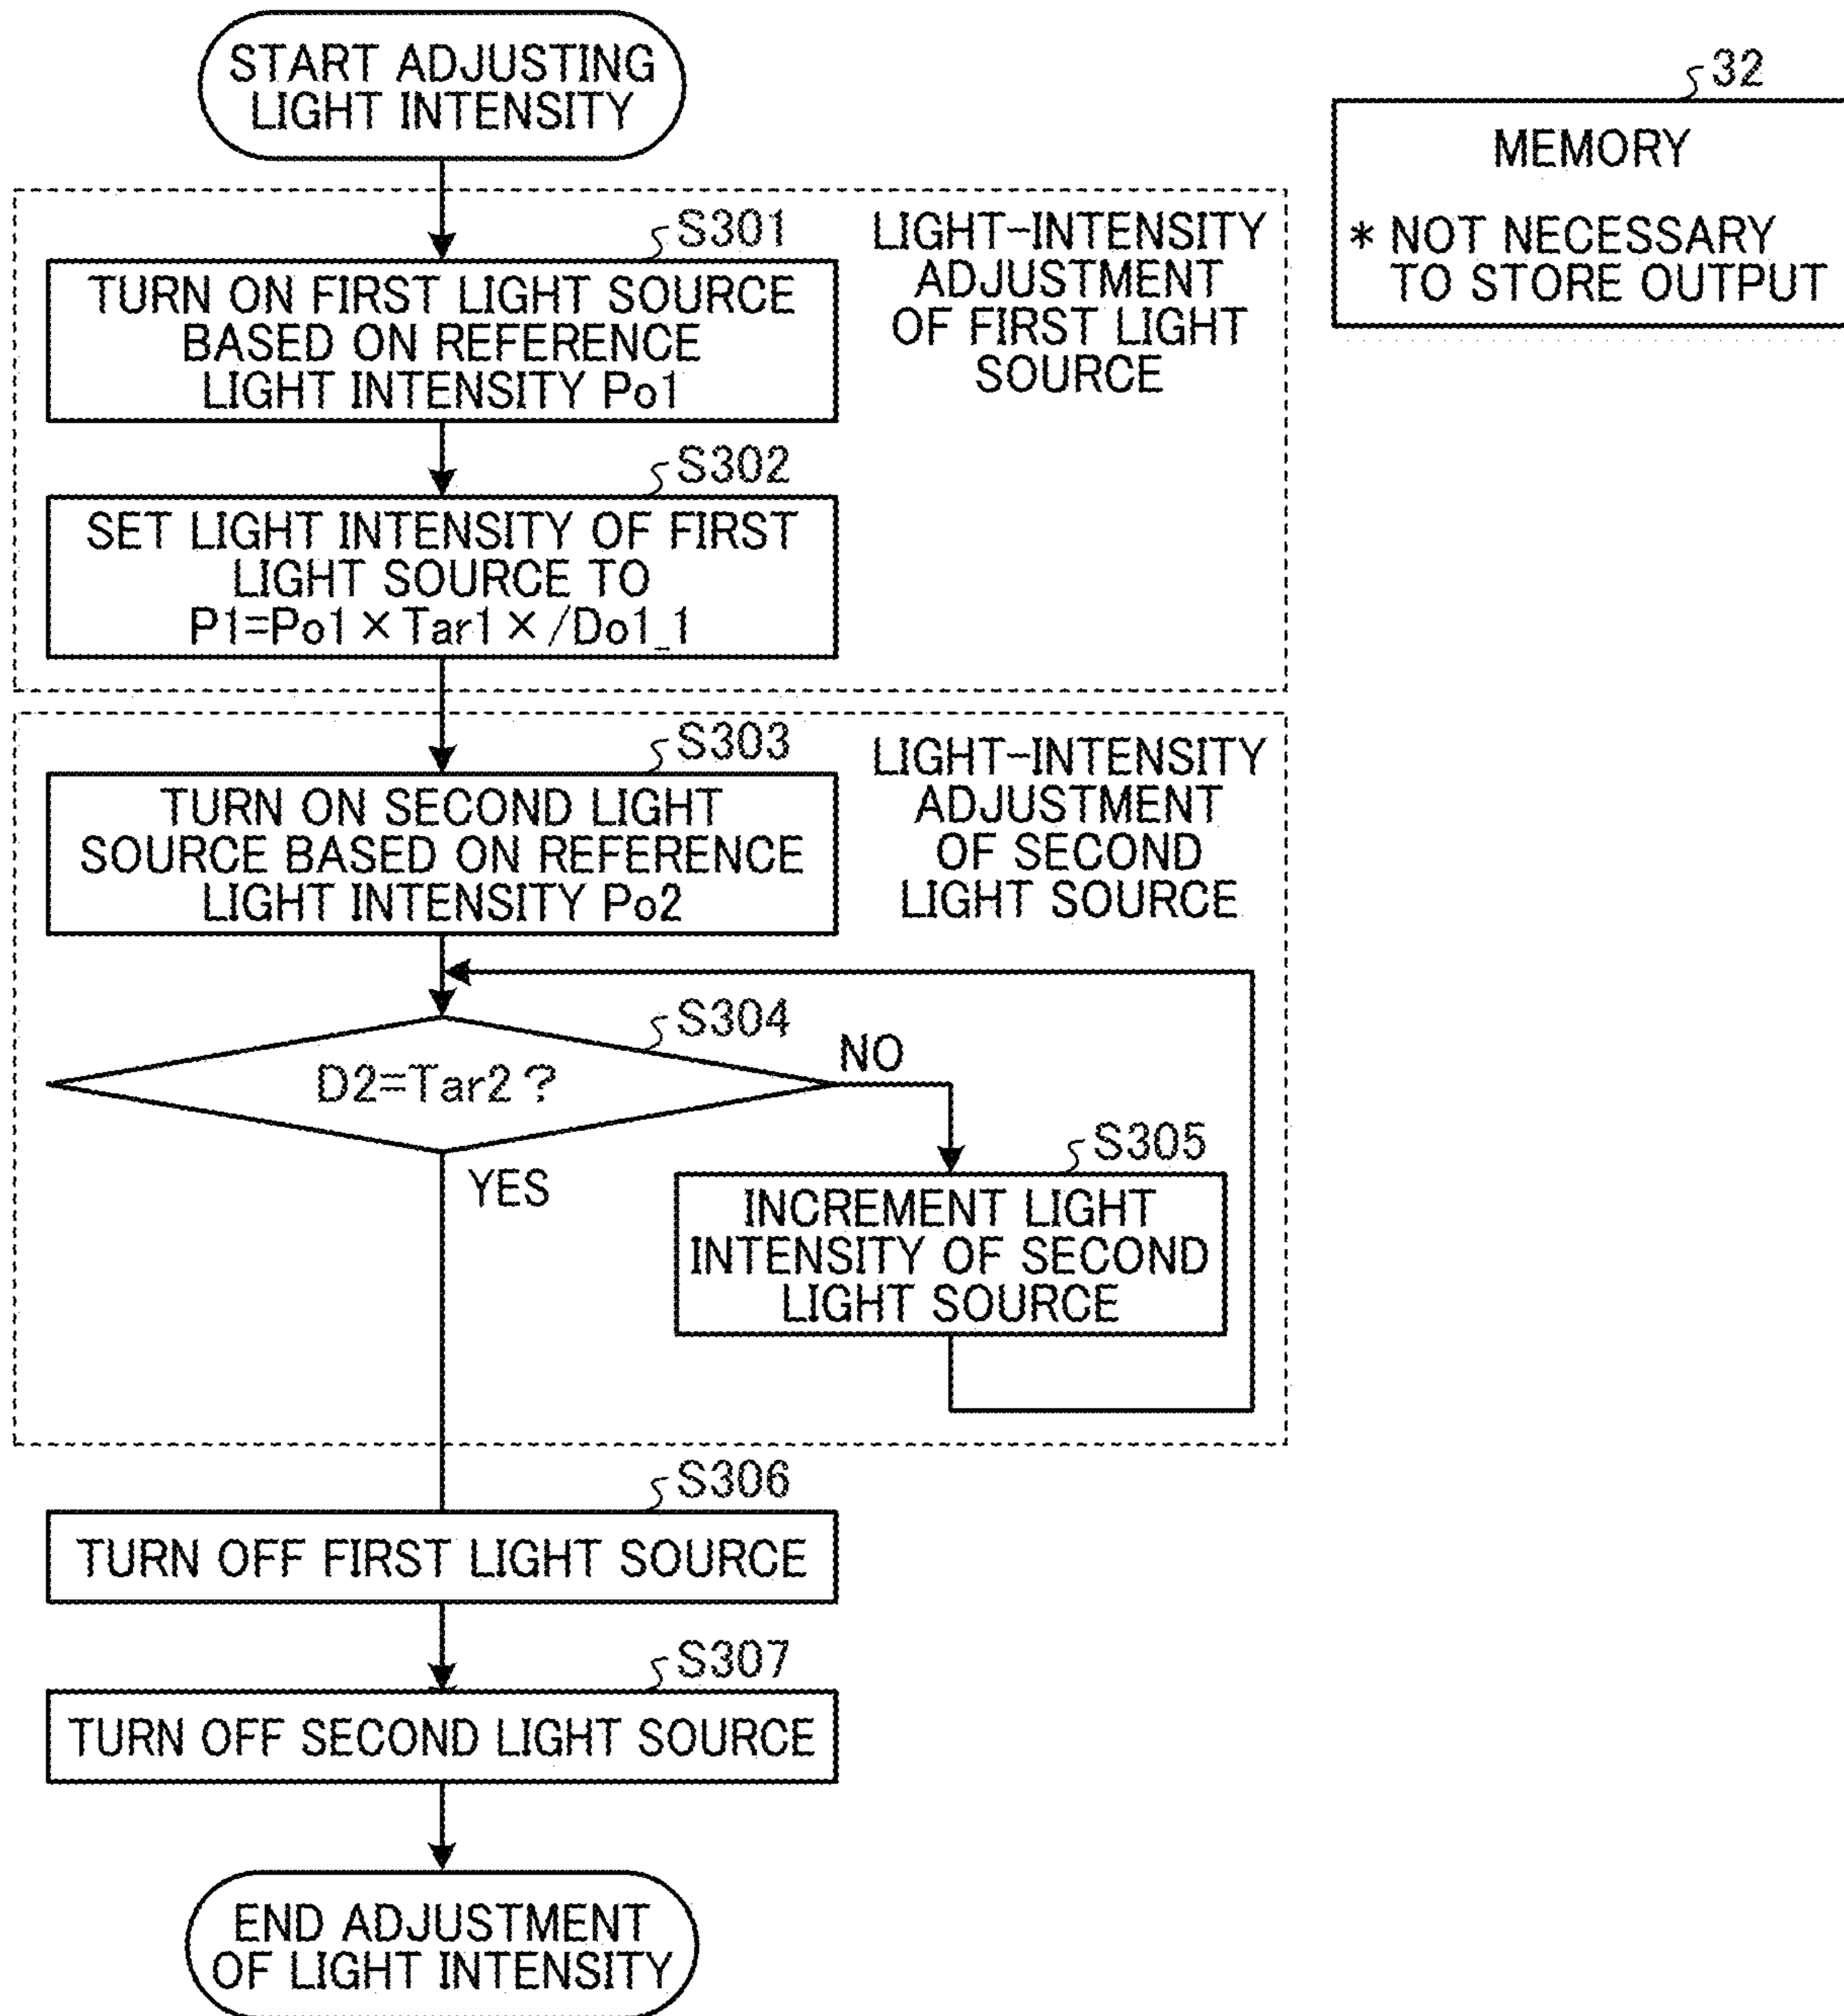 START ADJUSTING
LIGHT INTENSITY
32
MEMORY
* NOT NECESSARY
TO STORE OUTPUT
S301
TURN ON FIRST LIGHT SOURCE
BASED ON REFERENCE
LIGHT INTENSITY Po1
LIGHT-INTENSITY
ADJUSTMENT
OF FIRST LIGHT
SOURCE
S302
SET LIGHT INTENSITY OF FIRST
LIGHT SOURCE TO
P1=Po1×Tar1×/Do1_1
S303
TURN ON SECOND LIGHT
SOURCE BASED ON REFERENCE
LIGHT INTENSITY Po2
LIGHT-INTENSITY
ADJUSTMENT
OF SECOND
LIGHT SOURCE
S304
D2=Tar2?
NO
YES
S305
INCREMENT LIGHT
INTENSITY OF SECOND
LIGHT SOURCE
S306
TURN OFF FIRST LIGHT SOURCE
S307
TURN OFF SECOND LIGHT SOURCE
END ADJUSTMENT
OF LIGHT INTENSITY